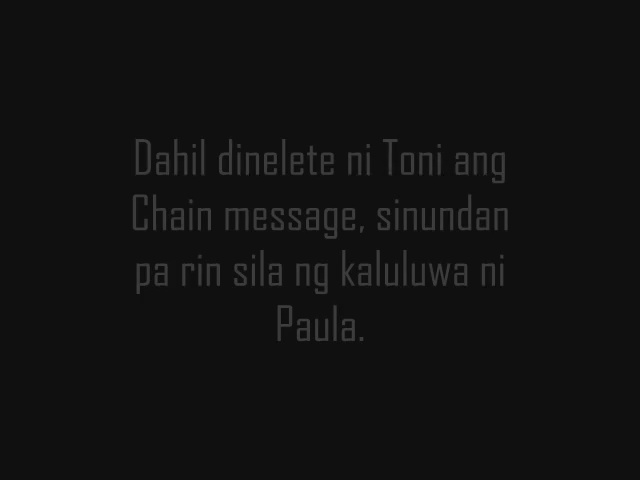 Dahil dinelete ni Toni ang
Chain message, sinundan
pa rin sila ng kaluluwa ni
Paula.